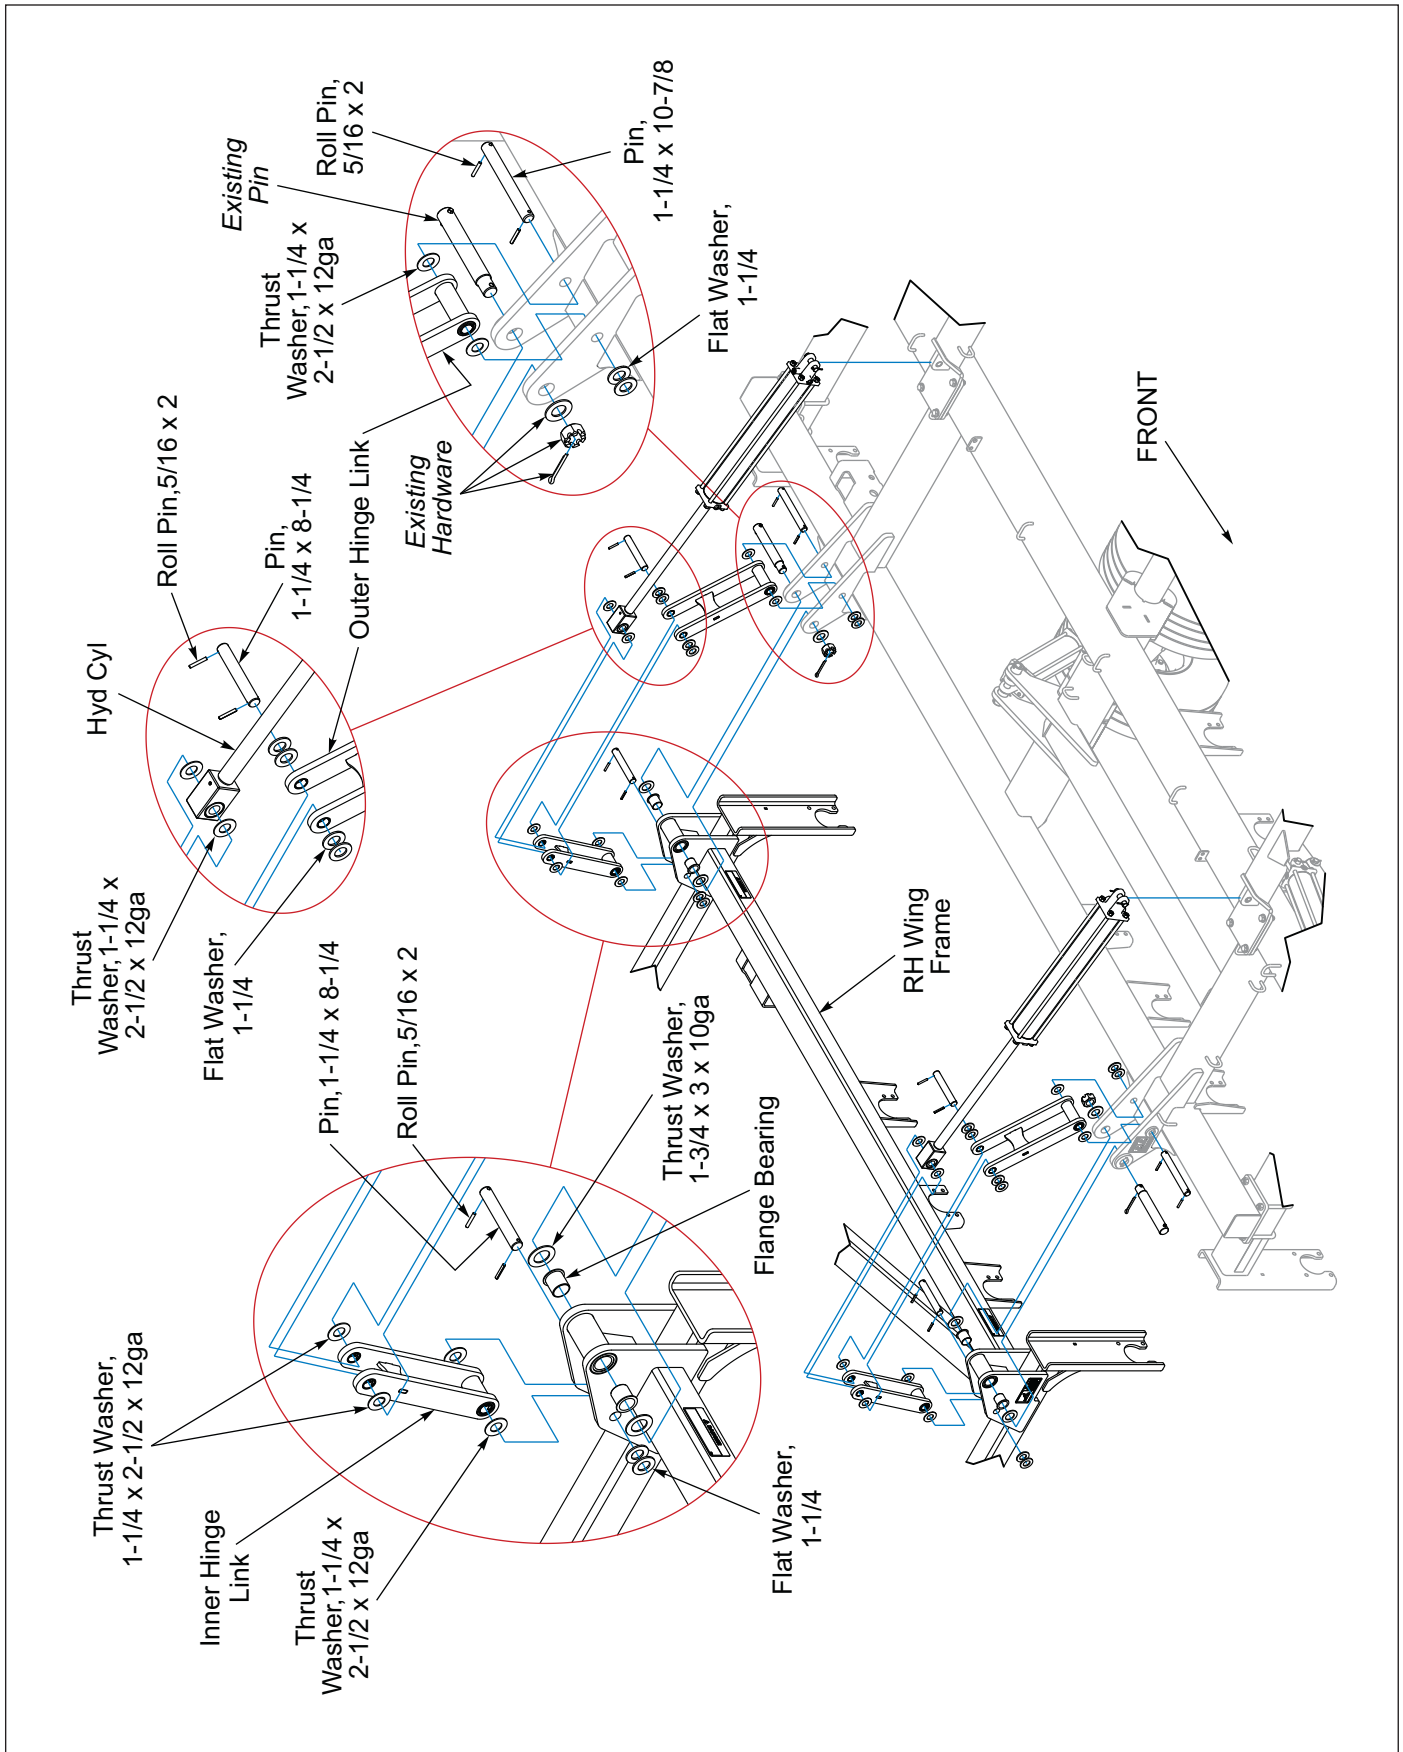 Thrust Washer,
1-1/4 x 2-1/2 x 12ga
Inner Hinge
Link
Thrust
Washer,1-1/4 x
2-1/2 x 12ga
Pin,1-1/4 x 8-1/4
Roll Pin,5/16 x 2
Thrust Washer,
1-3/4 x 3 x 10ga
Flange Bearing
Flat Washer,
1-1/4
Thrust
Washer,1-1/4 x
2-1/2 x 12ga
Flat Washer,
1-1/4
Hyd Cyl
Roll Pin,5/16 x 2
Pin,
1-1/4 x 8-1/4
Outer Hinge Link
Existing
Hardware
Thrust
Washer,1-1/4 x
2-1/2 x 12ga
Existing
Pin
Roll Pin,
5/16 x 2
Pin,
1-1/4 x 10-7/8
Flat Washer,
1-1/4
RH Wing
Frame
FRONT